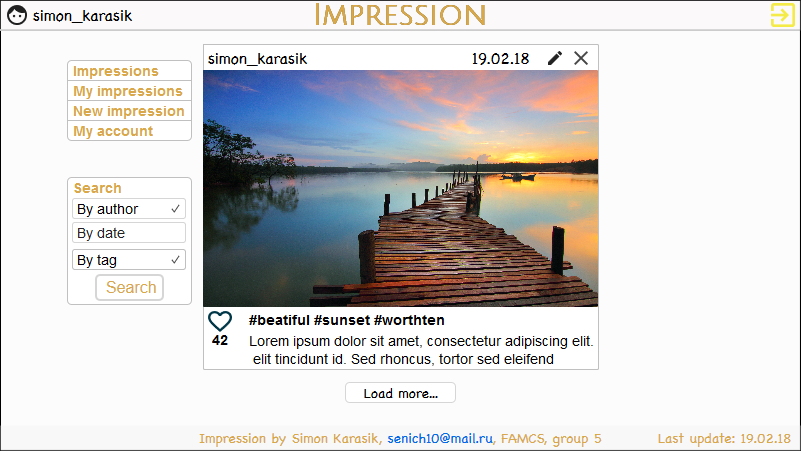 simon_karasik
IMPRESSION
Impressions
My impressions
New impression
My account
Search
By author
By date
By tag
Search
simon_karasik 19.02.18
#beatiful #sunset #worthten
42
Lorem ipsum dolor sit amet, consectetur adipiscing elit.
elit tincidunt id. Sed rhoncus, tortor sed eleifend
Load more...
Impression by Simon Karasik, senich10@mail.ru, FAMCS, group 5
Last update: 19.02.18